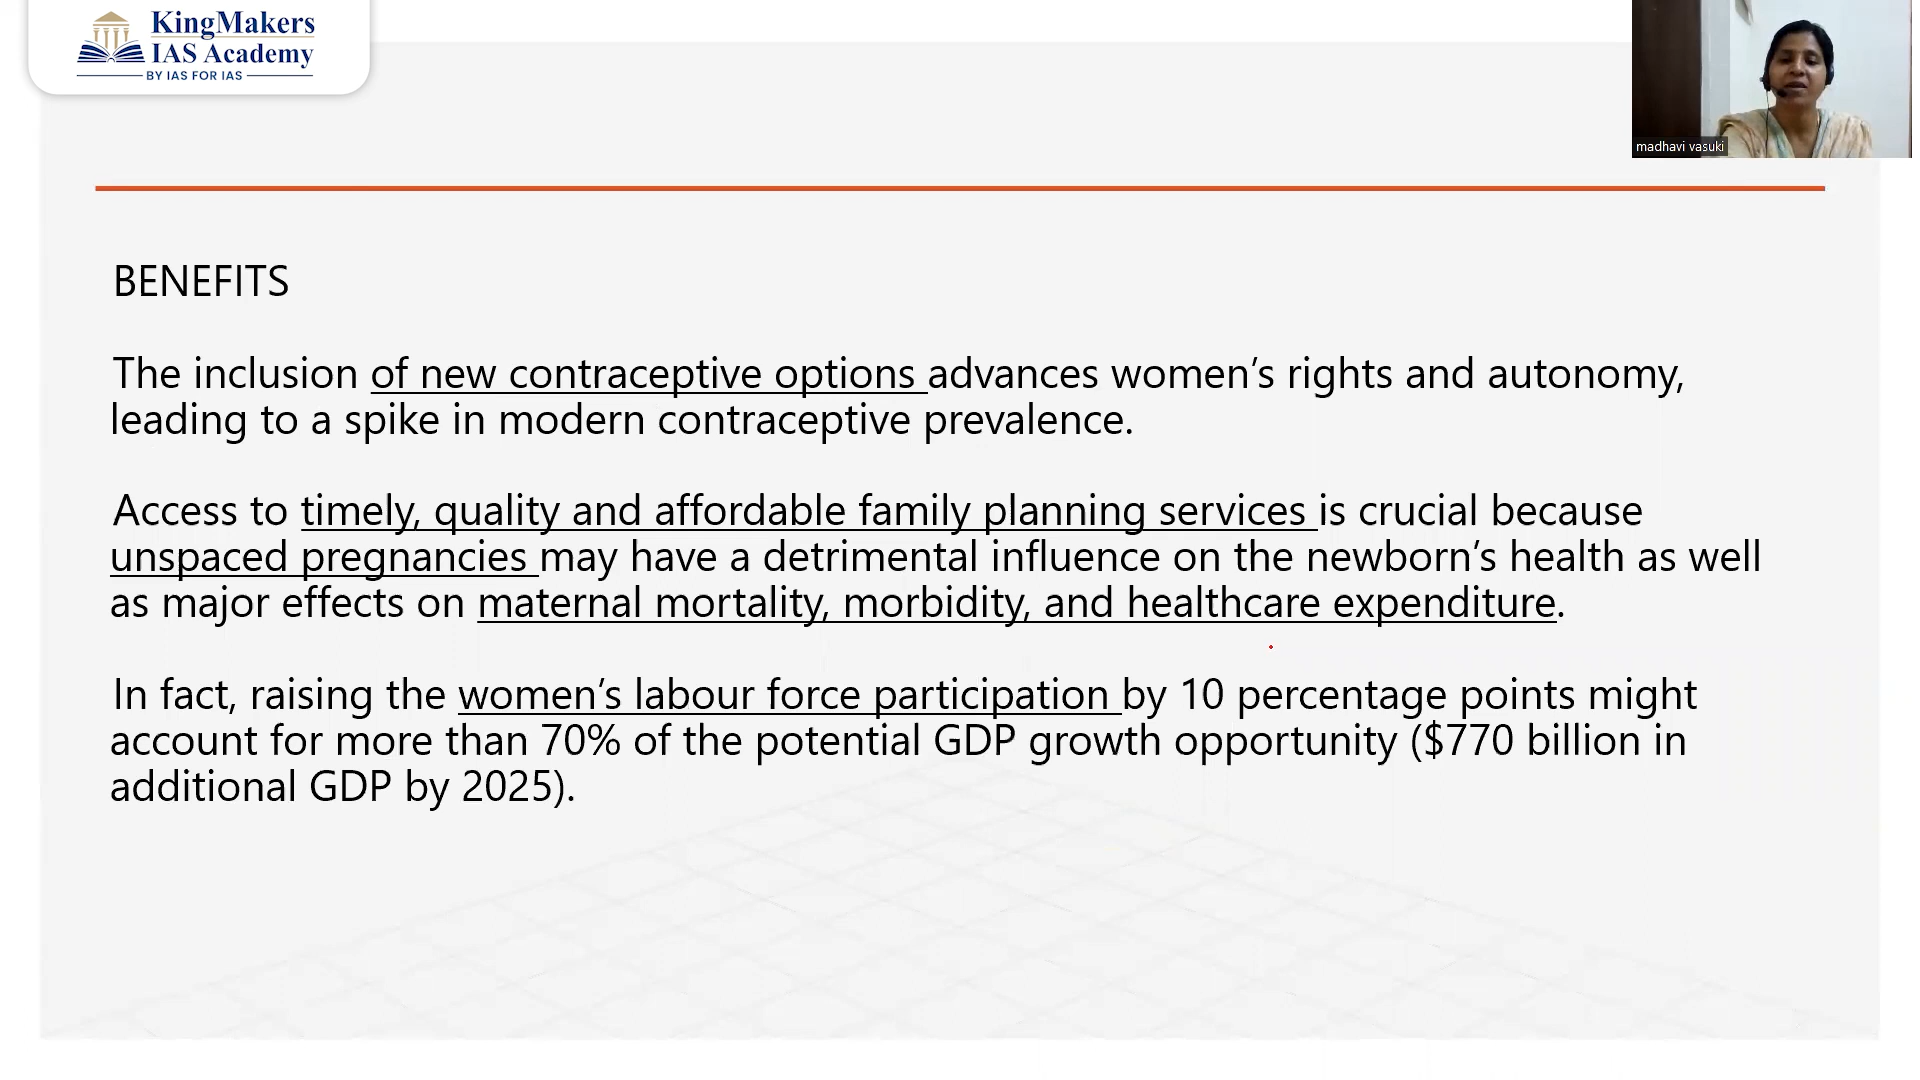 KingMakers
IAS Academy
BY IAS FOR IAS
madhavi vasuki
BENEFITS
The inclusion of new contraceptive options advances women’s rights and autonomy,
leading to a spike in modern contraceptive prevalence.
Access to timely, quality and affordable family planning services is crucial because
unspaced pregnancies may have a detrimental influence on the newborn’s health as well
as major effects on maternal mortality, morbidity, and healthcare expenditure.
In fact, raising the women’s labour force participation by 10 percentage points might
account for more than 70% of the potential GDP growth opportunity ($770 billion in
additional GDP by 2025).